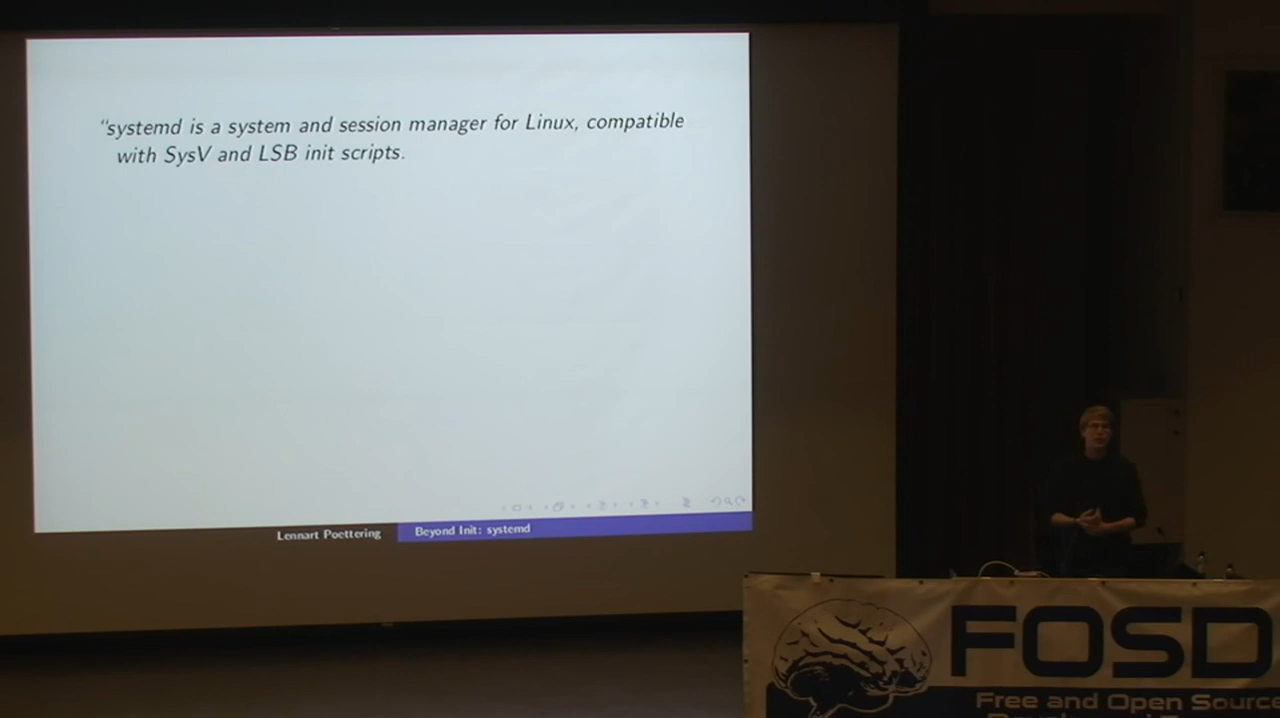 “systemd is a system and session manager for Linux, compatible
with SysV and LSB init scripts.
Lennart Poettering
Beyond Init: systemd
FOSD
Free and Open Source